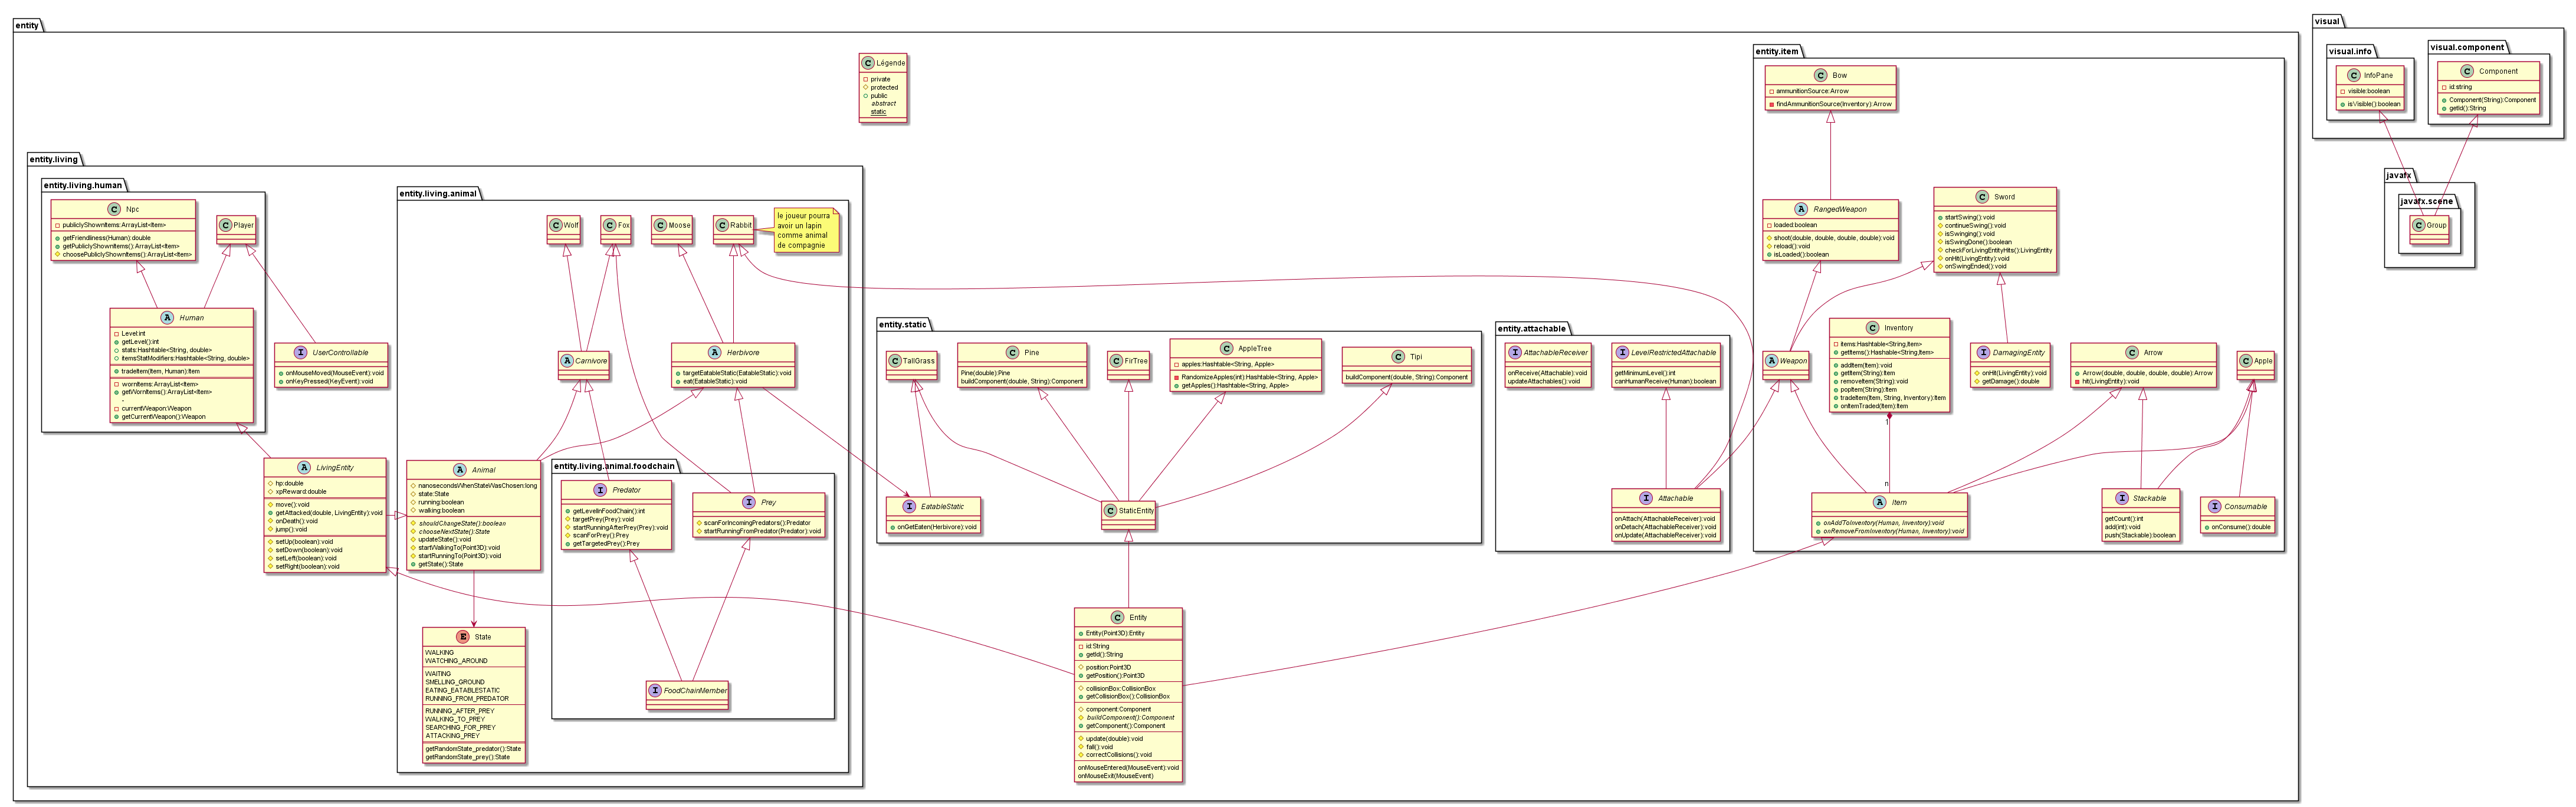 entity
C Légende
private
protected
public
abstract
static
entity.living
entity.living.human
C Npc
publiclyShownItems:ArrayList<Item>
getFriendliness(Human):double
getPubliclyShownItems():ArrayList<Item>
choosePubliclyShownItems():ArrayList<Item>
C Player
A Human
Level:int
getLevel():int
stats:Hashtable<String, double>
itemsStatModifiers:Hashtable<String, double>
tradeItem(Item, Human):Item
wornItems:ArrayList<Item>
getWornItems():ArrayList<Item>
-
currentWeapon:Weapon
getCurrentWeapon():Weapon
I UserControllable
onMouseMoved(MouseEvent):void
onKeyPressed(KeyEvent):void
A LivingEntity
hp:double
xpReward:double
move():void
getAttacked(double, LivingEntity):void
onDeath():void
jump():void
setUp(boolean):void
setDown(boolean):void
setLeft(boolean):void
setRight(boolean):void
entity.living.animal
C Wolf
C Fox
C Moose
C Rabbit
le joueur pourra
avoir un lapin
comme animal
de compagnie
A Carnivore
A Herbivore
targetEatableStatic(EatableStatic):void
eat(EatableStatic):void
A Animal
nanosecondsWhenStateWasChosen:long
state:State
running:boolean
walking:boolean
shouldChangeState():boolean
chooseNextState():State
updateState():void
startWalkingTo(Point3D):void
startRunningTo(Point3D):void
getState():State
E State
WALKING
WATCHING_AROUND
WAITING
SMELLING_GROUND
EATING_EATABLESTATIC
RUNNING_FROM_PREDATOR
RUNNING_AFTER_PREY
WALKING_TO_PREY
SEARCHING_FOR_PREY
ATTACKING_PREY
getRandomState_predator():State
getRandomState_prey():State
entity.living.animal.foodchain
I Predator
getLevelInFoodChain():int
targetPrey(Prey):void
startRunningAfterPrey(Prey):void
scanForPrey():Prey
getTargetedPrey():Prey
I Prey
scanForIncomingPredators():Predator
startRunningFromPredator(Predator):void
I FoodChainMember
entity.static
C TallGrass
C Pine
Pine(double):Pine
buildComponent(double, String):Component
C FirTree
C AppleTree
apples:Hashtable<String, Apple>
RandomizeApples(int):Hashtable<String, Apple>
getApples():Hashtable<String, Apple>
C Tipi
buildComponent(double, String):Component
I EatableStatic
onGetEaten(Herbivore):void
C StaticEntity
C Entity
Entity(Point3D):Entity
id:String
getId():String
position:Point3D
getPosition():Point3D
collisionBox:CollisionBox
getCollisionBox():CollisionBox
component:Component
buildComponent():Component
getComponent():Component
update(double):void
fall():void
correctCollisions():void
onMouseEntered(MouseEvent):void
onMouseExit(MouseEvent)
entity.attachable
I AttachableReceiver
onReceive(Attachable):void
updateAttachables():void
I LevelRestrictedAttachable
getMinimumLevel():int
canHumanReceive(Human):boolean
I Attachable
onAttach(AttachableReceiver):void
onDetach(AttachableReceiver):void
onUpdate(AttachableReceiver):void
entity.item
C Bow
ammunitionSource:Arrow
findAmmunitionSource(Inventory):Arrow
A RangedWeapon
loaded:boolean
shoot(double, double, double, double):void
reload():void
isLoaded():boolean
C Sword
startSwing():void
continueSwing():void
isSwinging():void
isSwingDone():boolean
checkForLivingEntityHits():LivingEntity
onHit(LivingEntity):void
onSwingEnded():void
A Weapon
C Inventory
items:Hashtable<String,Item>
getItems():Hashable<String,Item>
addItem(Item):void
getItem(String):Item
removeItem(String):void
popItem(String):Item
tradeItem(Item, String, Inventory):Item
onItemTraded(Item):Item
1
n
I DamagingEntity
onHit(LivingEntity):void
getDamage():double
C Arrow
Arrow(double, double, double, double):Arrow
hit(LivingEntity):void
C Apple
A Item
onAddToInventory(Human, Inventory):void
onRemoveFromInventory(Human, Inventory):void
I Stackable
getCount():int
add(int):void
push(Stackable):boolean
I Consumable
onConsume():double
visual
visual.info
C InfoPane
visible:boolean
isVisible():boolean
visual.component
C Component
id:string
Component(String):Component
getId():String
javafx
javafx.scene
C Group